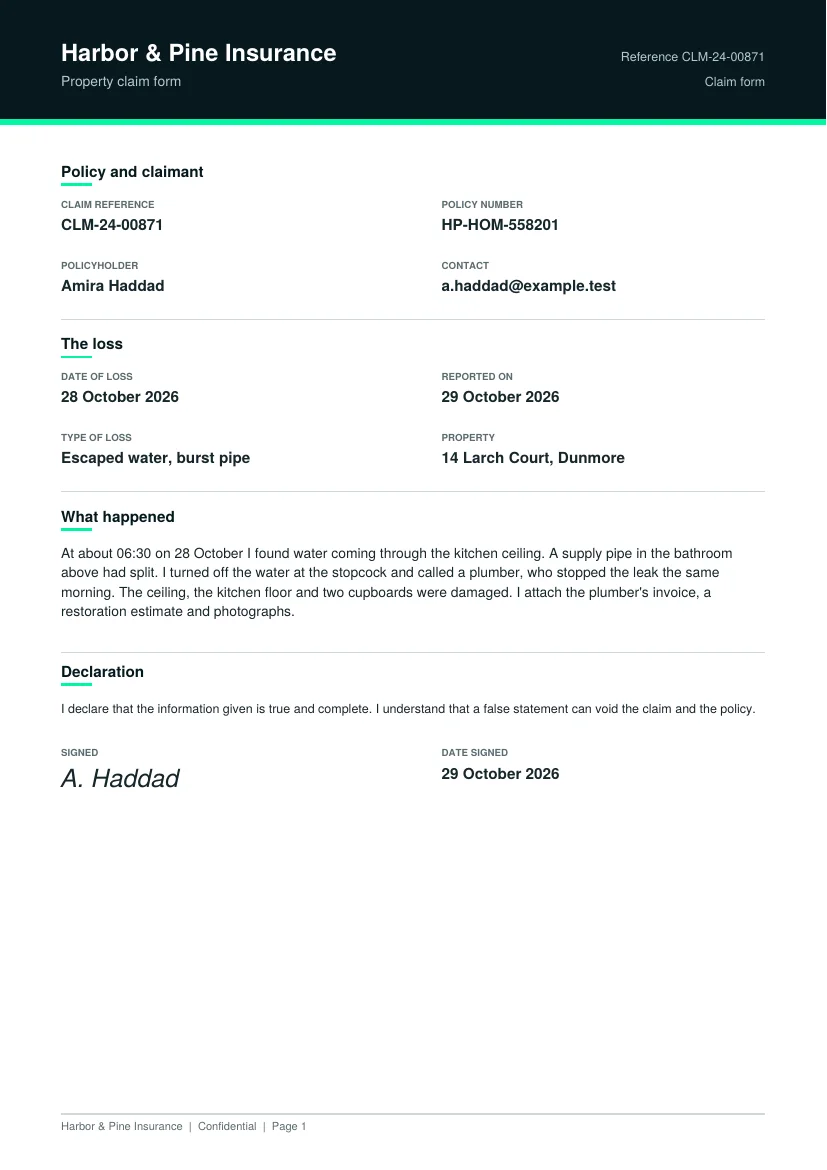 Harbor & Pine Insurance
Property claim form
Reference CLM-24-00871
Claim form
Policy and claimant
CLAIM REFERENCE
CLM-24-00871
POLICY NUMBER
HP-HOM-558201
POLICYHOLDER
Amira Haddad
CONTACT
a.haddad@example.test
The loss
DATE OF LOSS
28 October 2026
REPORTED ON
29 October 2026
TYPE OF LOSS
Escaped water, burst pipe
PROPERTY
14 Larch Court, Dunmore
What happened
At about 06:30 on 28 October I found water coming through the kitchen ceiling. A supply pipe in the bathroom
above had split. I turned off the water at the stopcock and called a plumber, who stopped the leak the same
morning. The ceiling, the kitchen floor and two cupboards were damaged. I attach the plumber's invoice, a
restoration estimate and photographs.
Declaration
I declare that the information given is true and complete. I understand that a false statement can void the claim and the policy.
SIGNED
A. Haddad
DATE SIGNED
29 October 2026
Harbor & Pine Insurance | Confidential | Page 1